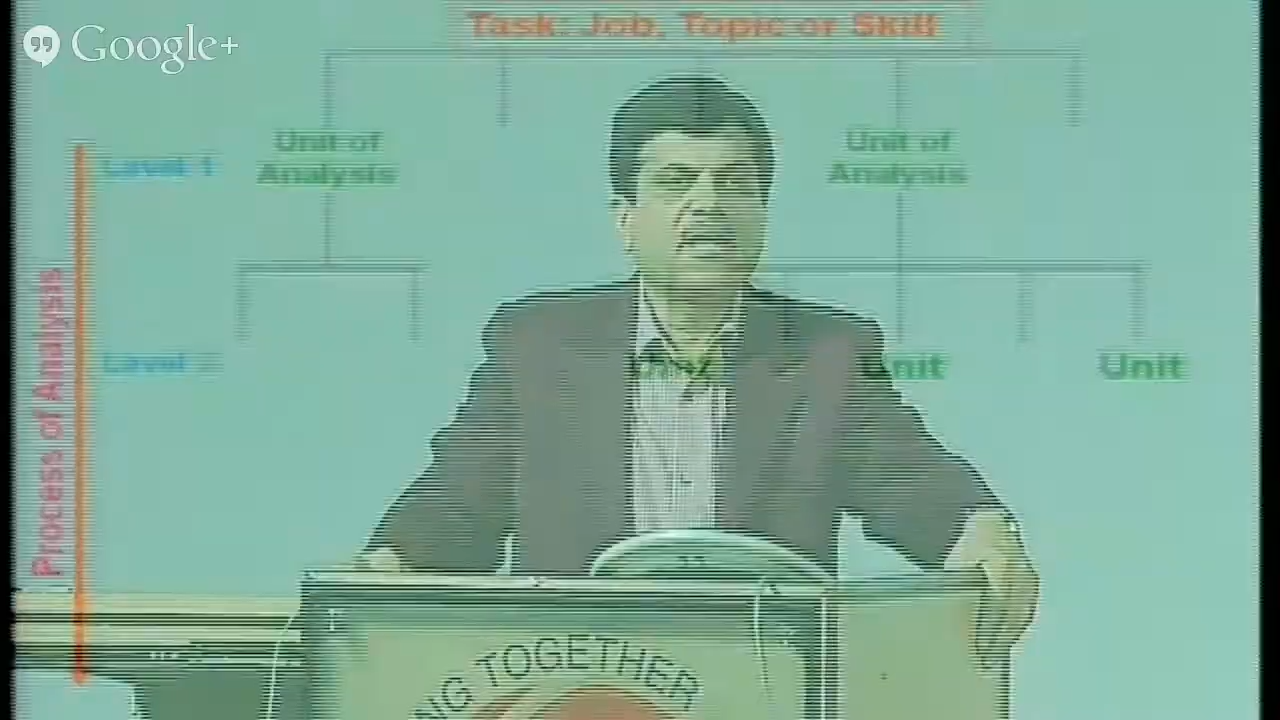 Google+
Task: Job, Topic or Skill
Unit of
Analysis
Unit of
Analysis
Level 1
Level 2
Unit
Unit
Process of Analysis
NG TOGETHER